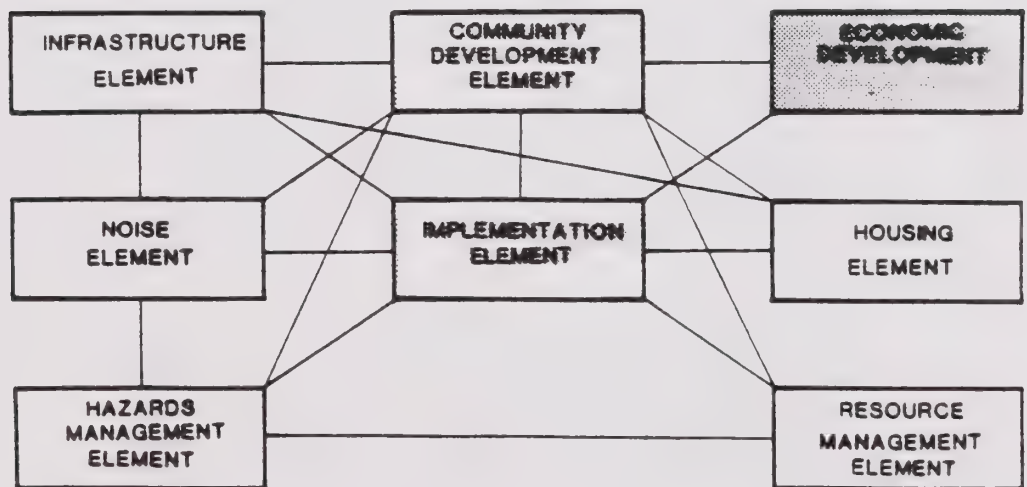 INFRASTRUCTURE
ELEMENT
COMMUNITY
DEVELOPMENT
ELEMENT
ECONOMIC
DEVELOPMENT
NOISE
ELEMENT
IMPLEMENTATION
ELEMENT
HOUSING
ELEMENT
HAZARDS
MANAGEMENT
ELEMENT
RESOURCE
MANAGEMENT
ELEMENT